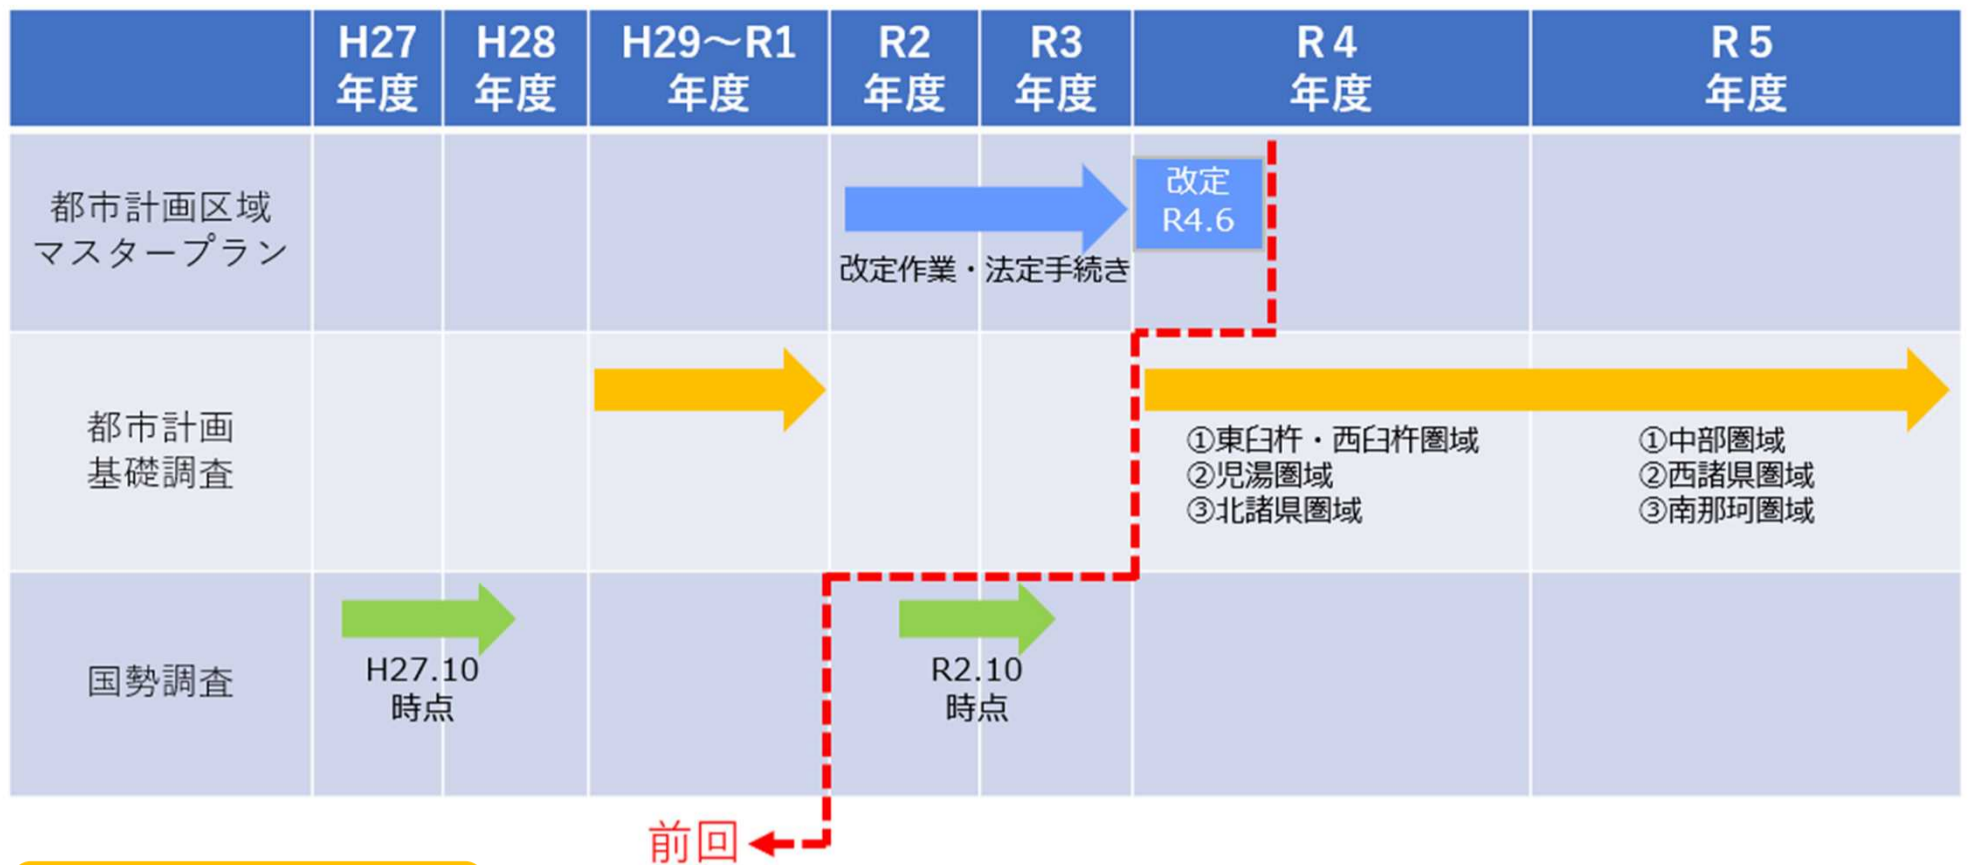 H27
年度
H28
年度
H29～R1
年度
R2
年度
R3
年度
R4
年度
R5
年度
都市計画区域
マスタープラン
改定作業・法定手続き
改定
R4.6
都市計画
基礎調査
①東臼杵・西臼杵圏域
②児湯圏域
③北諸県圏域
①中部圏域
②西諸県圏域
③南那珂圏域
国勢調査
H27.10
時点
R2.10
時点
前回